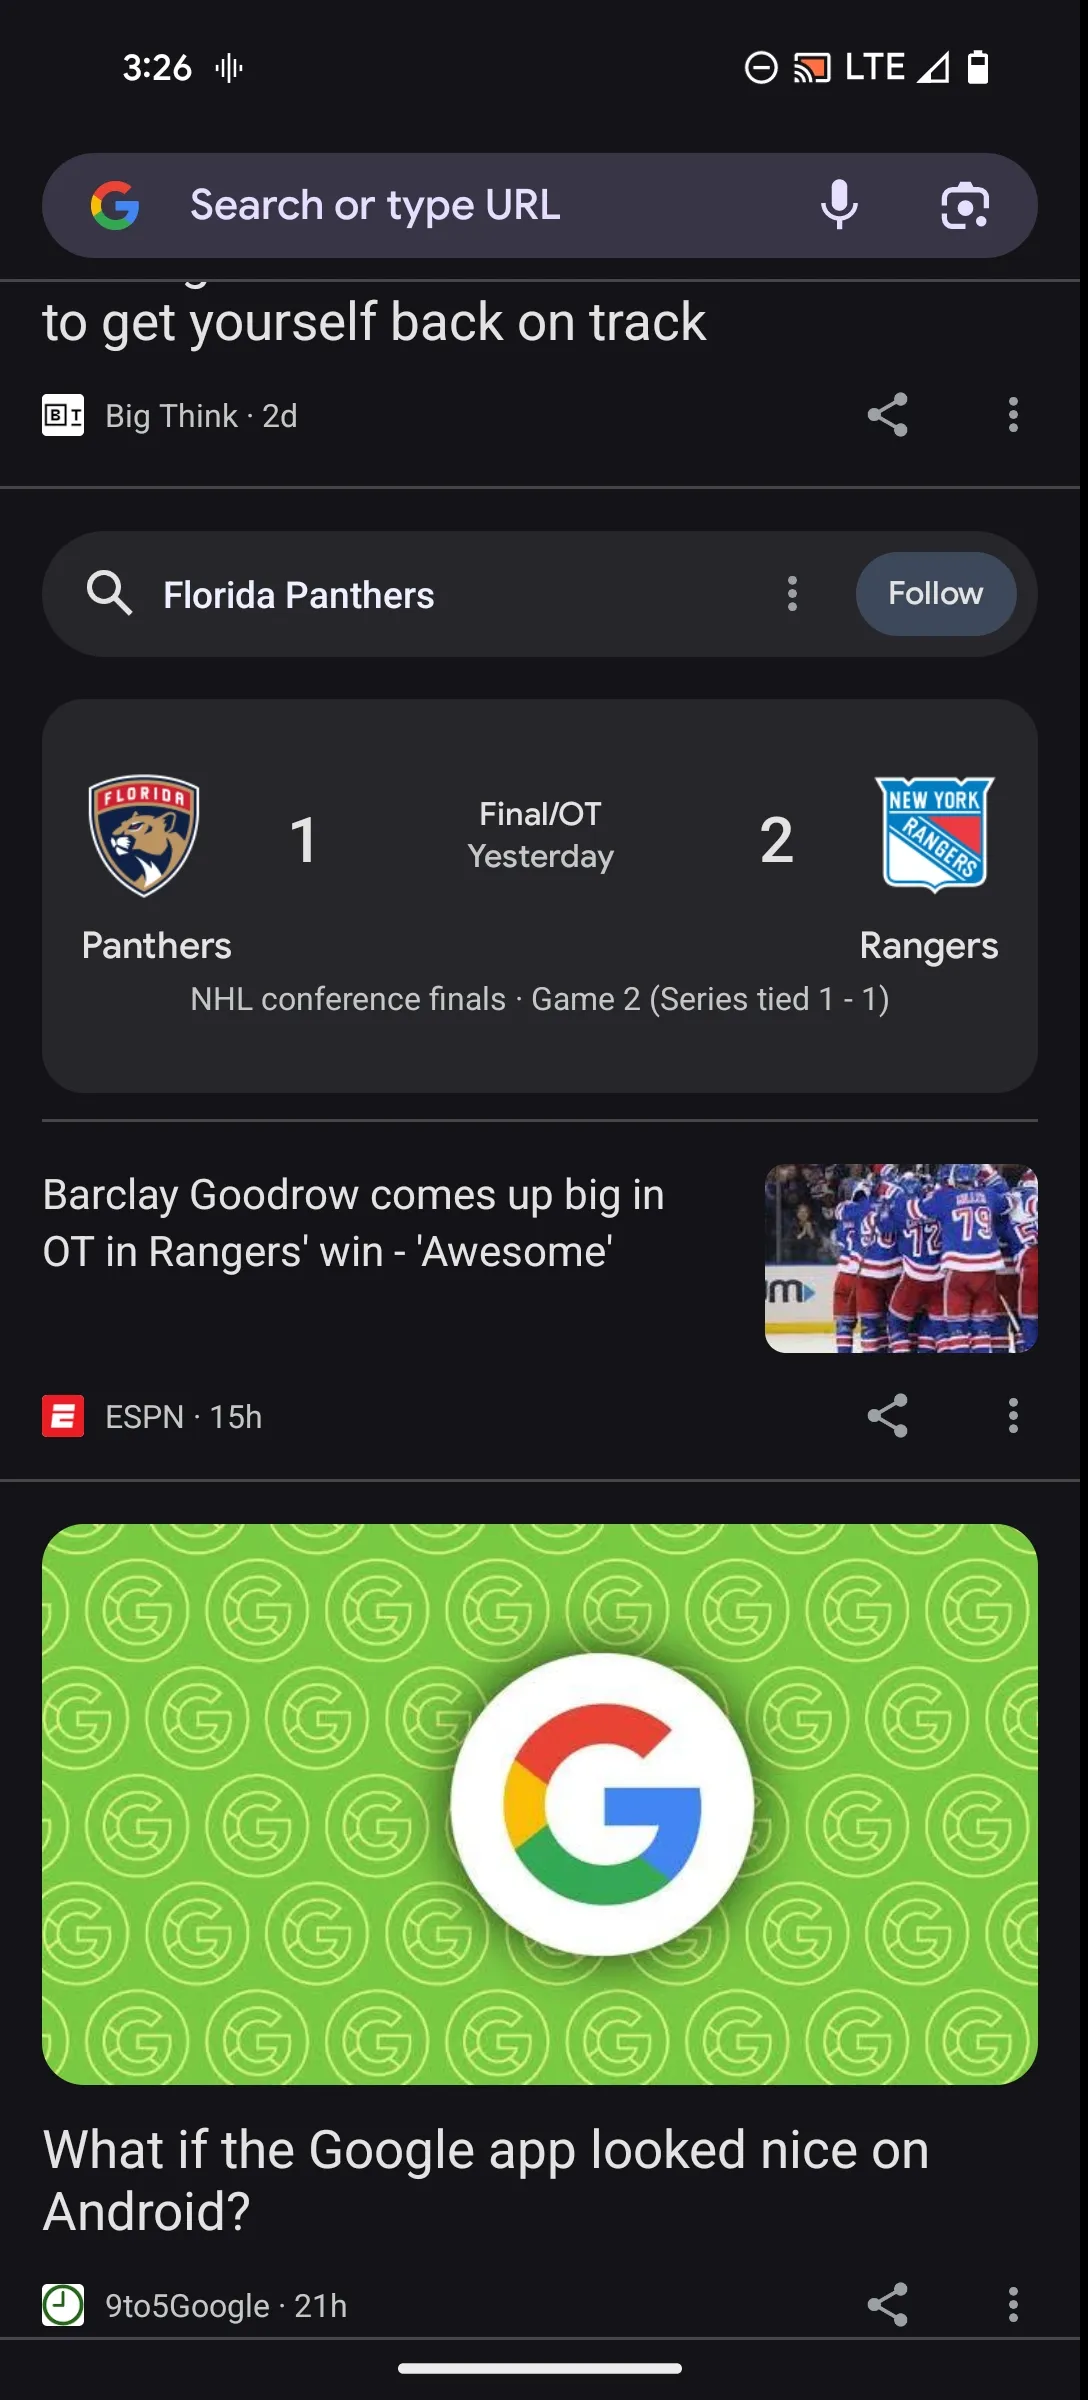 3:26
LTE
Search or type URL
to get yourself back on track
Big Think · 2d
Florida Panthers
Follow
FLORIDA
1
Final/OT
Yesterday
2
NEW YORK
RANGERS
Panthers
Rangers
NHL conference finals · Game 2 (Series tied 1 - 1)
Barclay Goodrow comes up big in
OT in Rangers' win - 'Awesome'
MILLER
79
72
ESPN · 15h
What if the Google app looked nice on
Android?
9to5Google · 21h